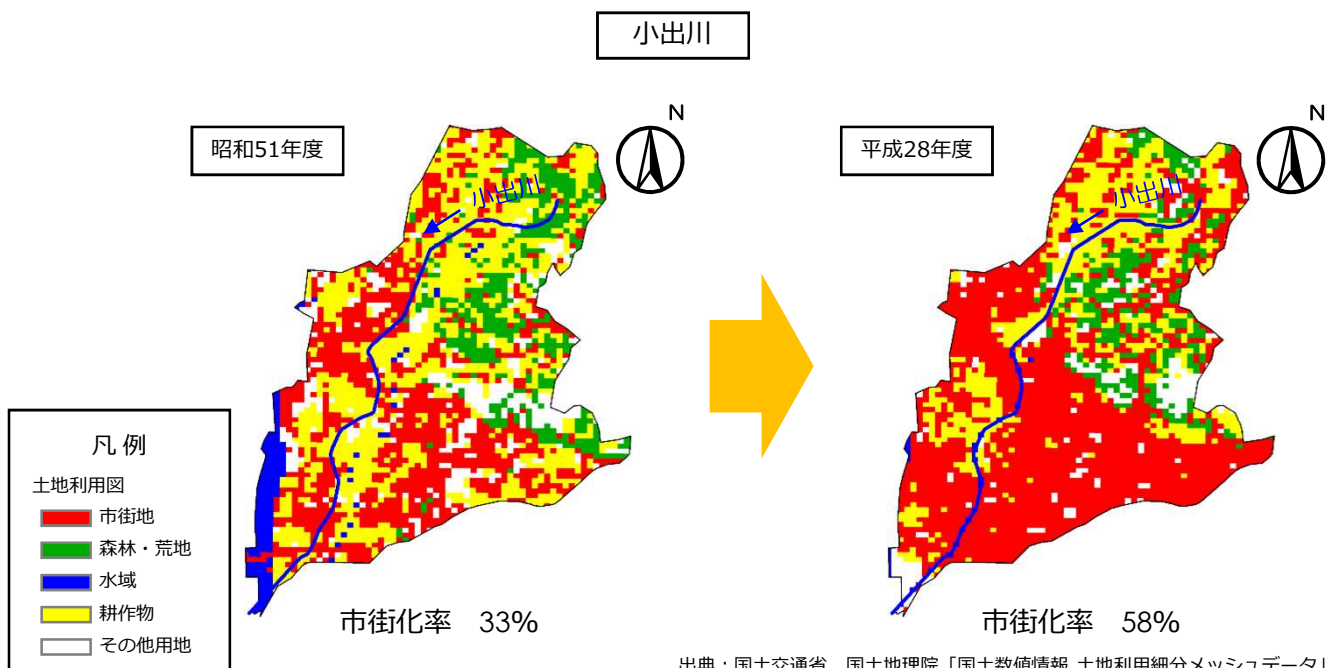 小出川
昭和51年度
N
小出川
平成28年度
N
小出川
凡 例
土地利用図
市街地
森林・荒地
水域
耕作物
その他用地
市街化率 33%
市街化率 58%
出典：国土交通省 国土地理院「国土数値情報 土地利用細分メッシュデータ」